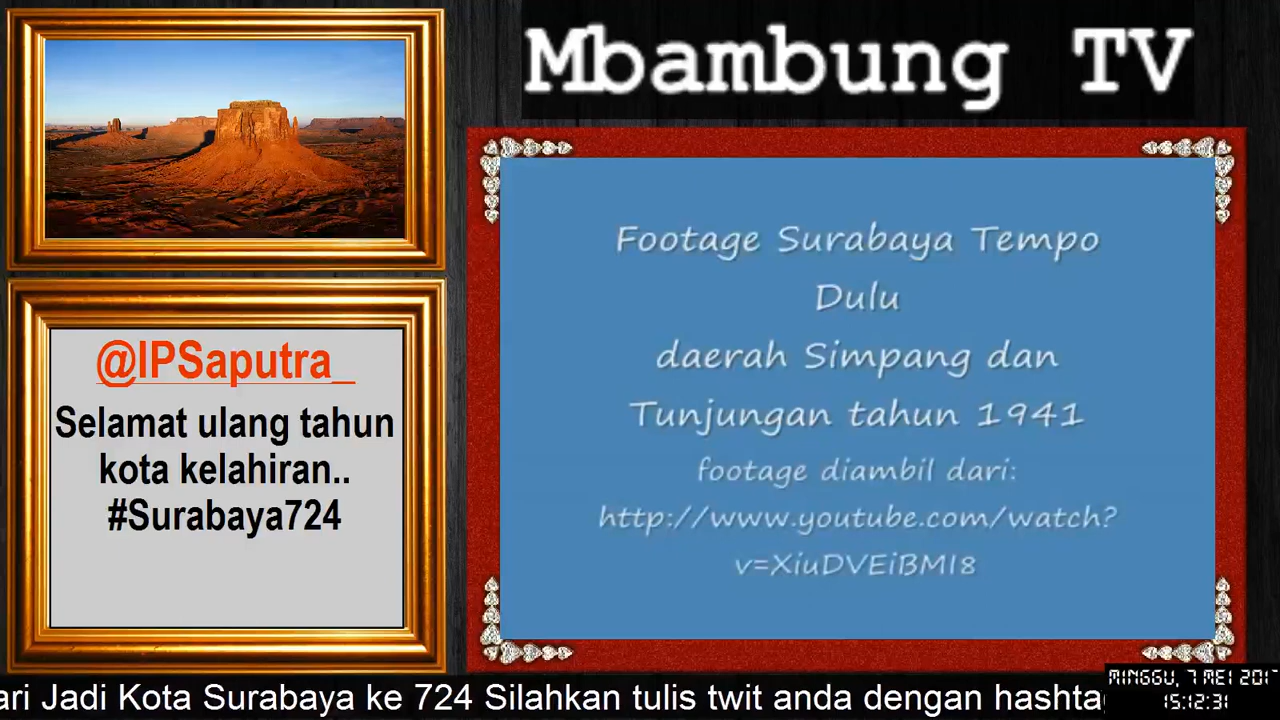 Mbambung TV
Footage Surabaya Tempo
Dulu
daerah Simpang dan
Tunjungan tahun 1941
footage diambil dari:
http://www.youtube.com/watch?
v=XiuDVEiBMI8
@IPSaputra_
Selamat ulang tahun
kota kelahiran..
#Surabaya724
ari Jadi Kota Surabaya ke 724 Silahkan tulis twit anda dengan hashtag
MINGGU, 7 MEI 2017
15:12:31